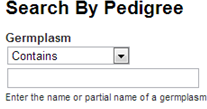 Search By Pedigree
Germplasm
Contains
Enter the name or partial name of a germplasm